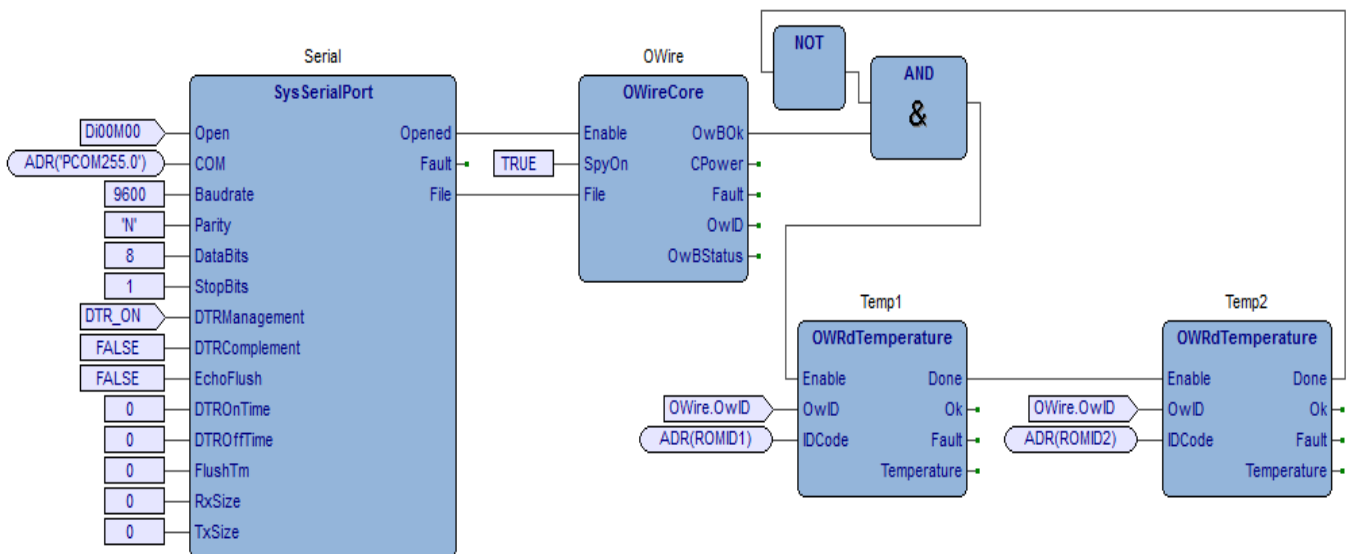 Serial
SysSerialPort
Di00M00
Open
Opened
ADR('PCOM255.0')
COM
Fault
9600
Baudrate
File
'N'
Parity
8
DataBits
1
StopBits
DTR_ON
DTRManagement
FALSE
DTRComplement
FALSE
EchoFlush
0
DTROnTime
0
DTROffTime
0
FlushTm
0
RxSize
0
TxSize
OWire
OWireCore
Enable
OwBOk
TRUE
SpyOn
CPower
File
Fault
OwID
OwBStatus
NOT
AND
&
Temp1
OWRdTemperature
Enable
Done
OWire.OwID
OwID
Ok
ADR(ROMID1)
IDCode
Fault
Temperature
Temp2
OWRdTemperature
Enable
Done
OWire.OwID
OwID
Ok
ADR(ROMID2)
IDCode
Fault
Temperature